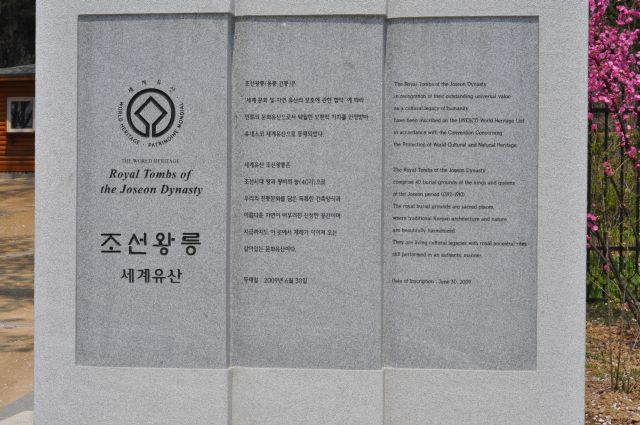 세계유산
WORLD HERITAGE • PATRIMOINE MONDIAL
THE WORLD HERITAGE
Royal Tombs of
the Joseon Dynasty
조선왕릉
세계유산
조선왕릉(융릉·건릉)은
'세계 문화 및 자연 유산의 보호에 관한 협약'에 따라
인류의 문화유산으로서 탁월한 보편적 가치를 인정받아
유네스코 세계유산으로 등재되었다.
세계유산 조선왕릉은
조선시대 왕과 왕비의 능(40기)으로
우리의 전통문화를 담은 독특한 건축양식과
아름다운 자연이 어우러진 신성한 공간이며
지금까지도 이 곳에서 제례가 이어져 오는
살아있는 문화유산이다.
등재일 : 2009년 6월 30일
The Royal Tombs of the Joseon Dynasty
in recognition of their outstanding universal value
as a cultural legacy of humanity
have been inscribed on the UNESCO World Heritage List
in accordance with the Convention Concerning
the Protection of World Cultural and Natural Heritage.
The Royal Tombs of the Joseon Dynasty
comprise 40 burial grounds of the kings and queens
of the Joseon period (1392-1910).
The royal burial grounds are sacred places,
where traditional Korean architecture and nature
are beautifully harmonized.
They are living cultural legacies with royal ancestral rites
still performed in an authentic manner.
Date of Inscription : June 30, 2009